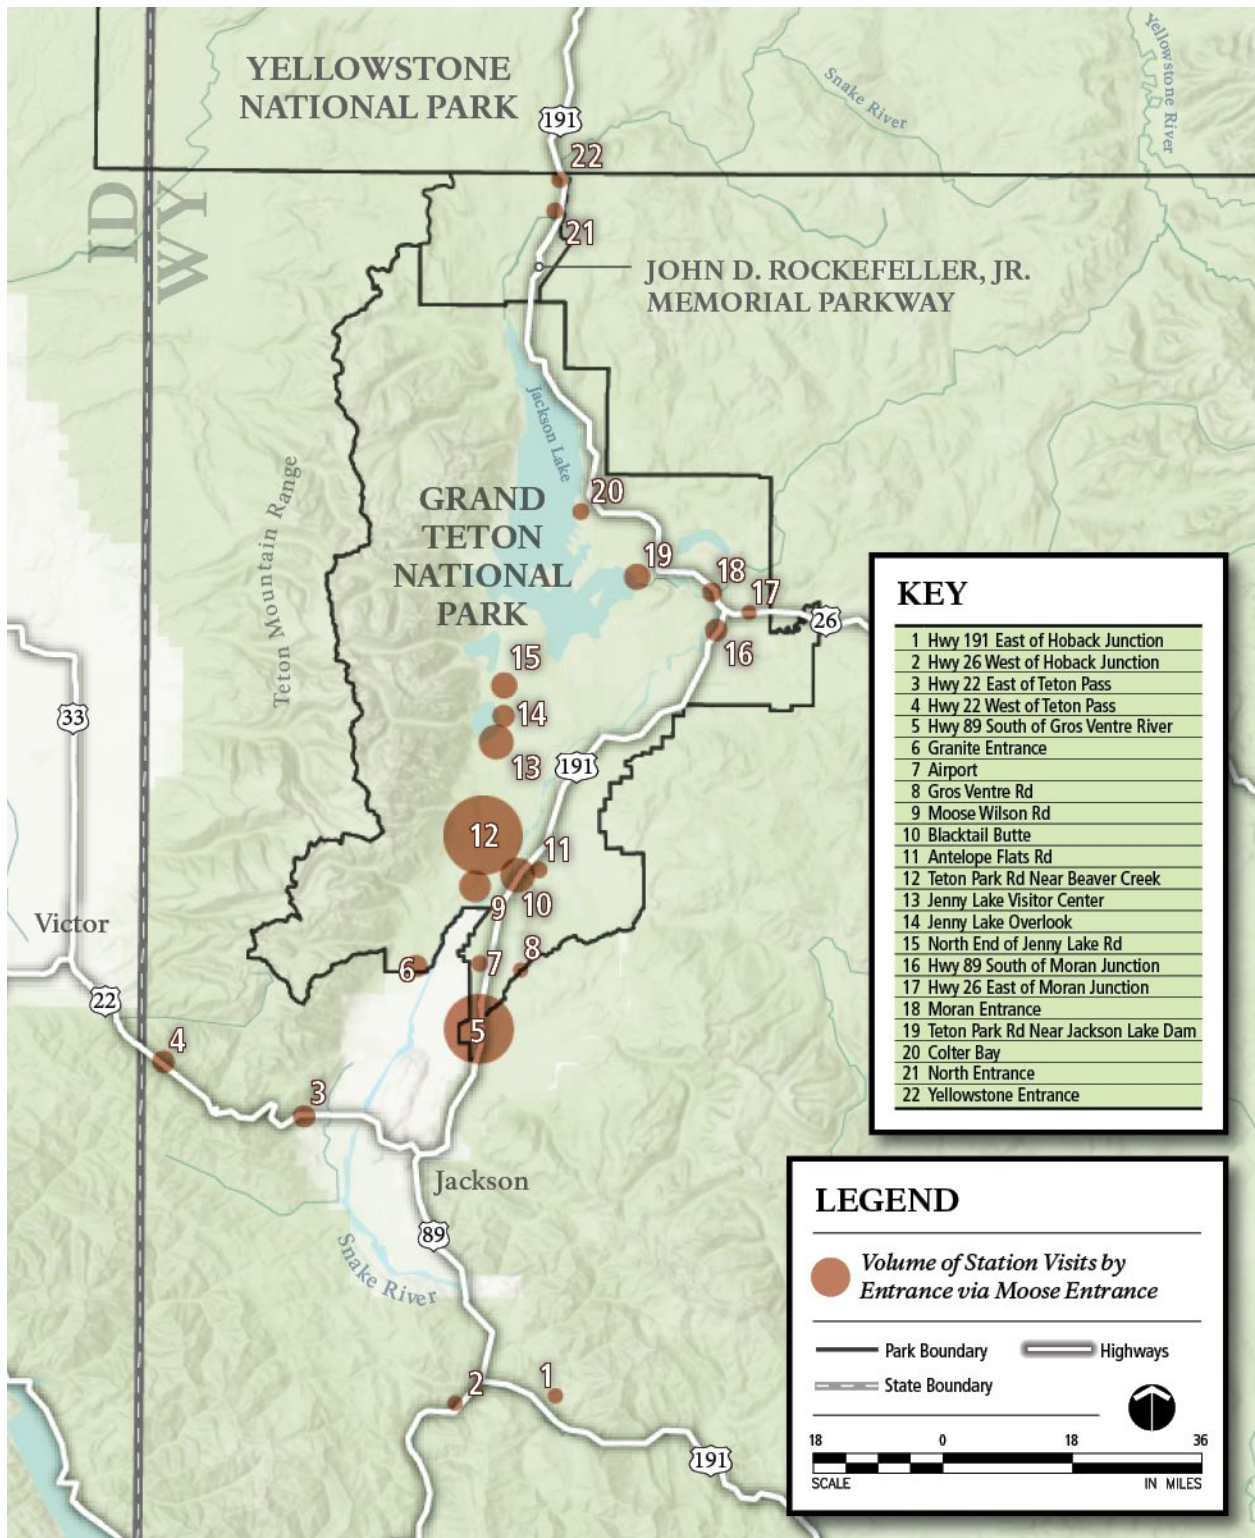 YELLOWSTONE
NATIONAL PARK
191
Snake River
Yellowstone River
22
ID
WY
21
JOHN D. ROCKEFELLER, JR.
MEMORIAL PARKWAY
Jackson Lake
Teton Mountain Range
GRAND
TETON
NATIONAL
PARK
20
19
18
17
26
16
15
14
13
33
191
12
11
10
9
Victor
8
7
6
22
5
4
3
Jackson
89
Snake River
2
1
191
KEY
1 Hwy 191 East of Hoback Junction
2 Hwy 26 West of Hoback Junction
3 Hwy 22 East of Teton Pass
4 Hwy 22 West of Teton Pass
5 Hwy 89 South of Gros Ventre River
6 Granite Entrance
7 Airport
8 Gros Ventre Rd
9 Moose Wilson Rd
10 Blacktail Butte
11 Antelope Flats Rd
12 Teton Park Rd Near Beaver Creek
13 Jenny Lake Visitor Center
14 Jenny Lake Overlook
15 North End of Jenny Lake Rd
16 Hwy 89 South of Moran Junction
17 Hwy 26 East of Moran Junction
18 Moran Entrance
19 Teton Park Rd Near Jackson Lake Dam
20 Colter Bay
21 North Entrance
22 Yellowstone Entrance
LEGEND
Volume of Station Visits by
Entrance via Moose Entrance
Park Boundary
Highways
State Boundary
18 0 18 36
SCALE IN MILES